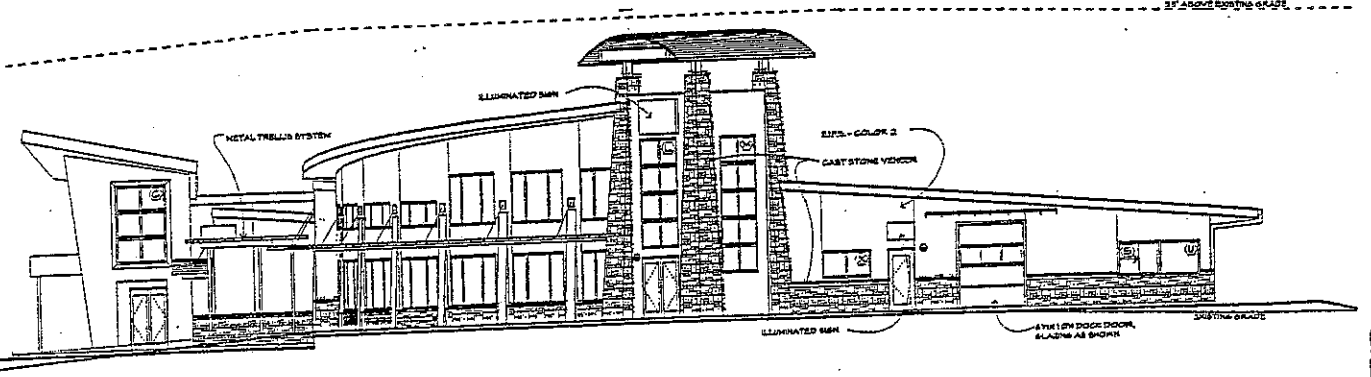 35' ABOVE EXISTING GRADE
ILLUMINATED SIGN
METAL TRELLIS SYSTEM
E.I.F.S. - COLOR 2
CAST STONE VENEER
ILLUMINATED SIGN
DOCK DOOR,
GLAZING AS SHOWN
EXISTING GRADE